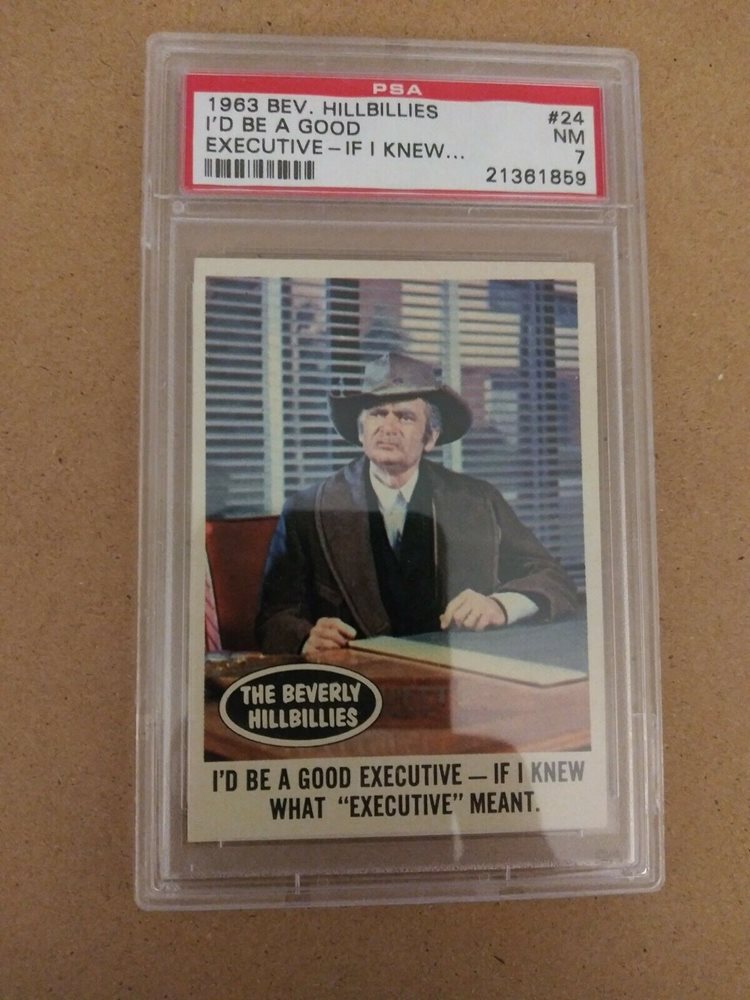 PSA
1963 BEV. HILLBILLIES #24
I'D BE A GOOD NM
EXECUTIVE – IF I KNEW... 7
21361859
THE BEVERLY
HILLBILLIES
I'D BE A GOOD EXECUTIVE — IF I KNEW
WHAT “EXECUTIVE” MEANT.